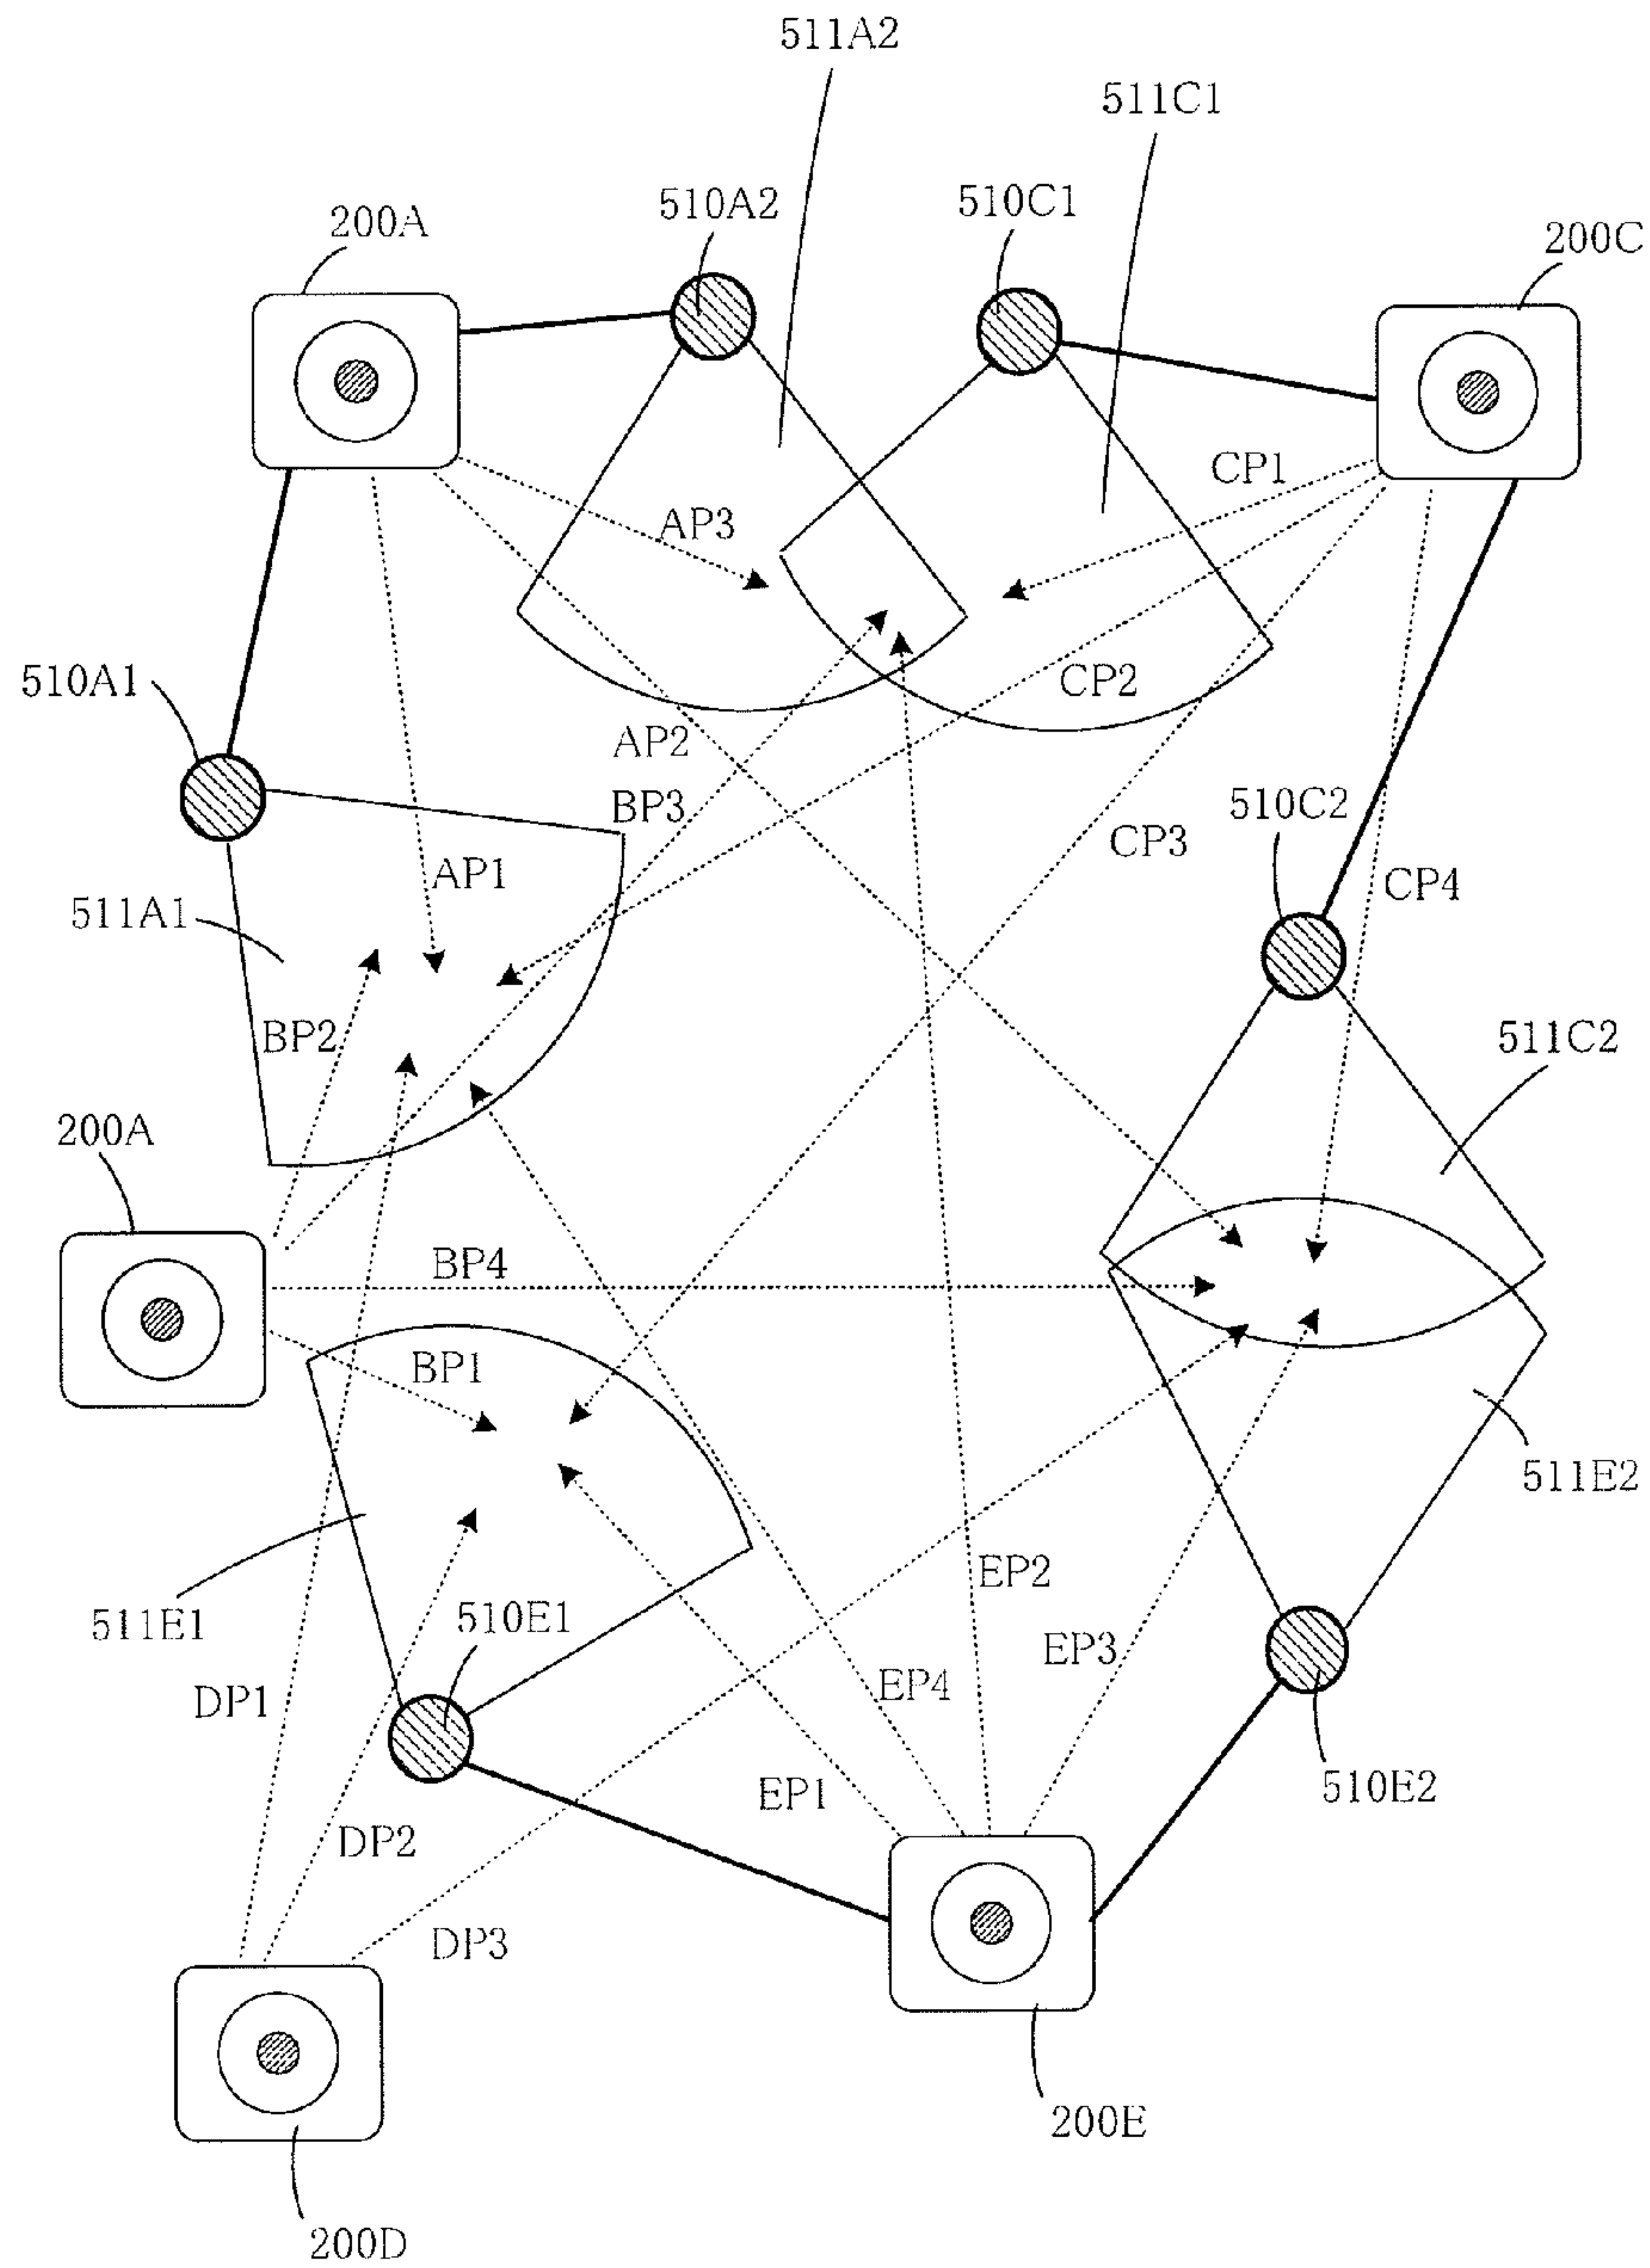 511A2
511C1
510A2
510C1
200A
200C
CP1
AP3
510A1
CP2
AP2
BP3
510C2
CP3
AP1
CP4
511A1
BP2
511C2
200A
BP4
BP1
511E2
EP2
510E1
511E1
EP3
EP4
DP1
EP1
510E2
DP2
DP3
200E
200D